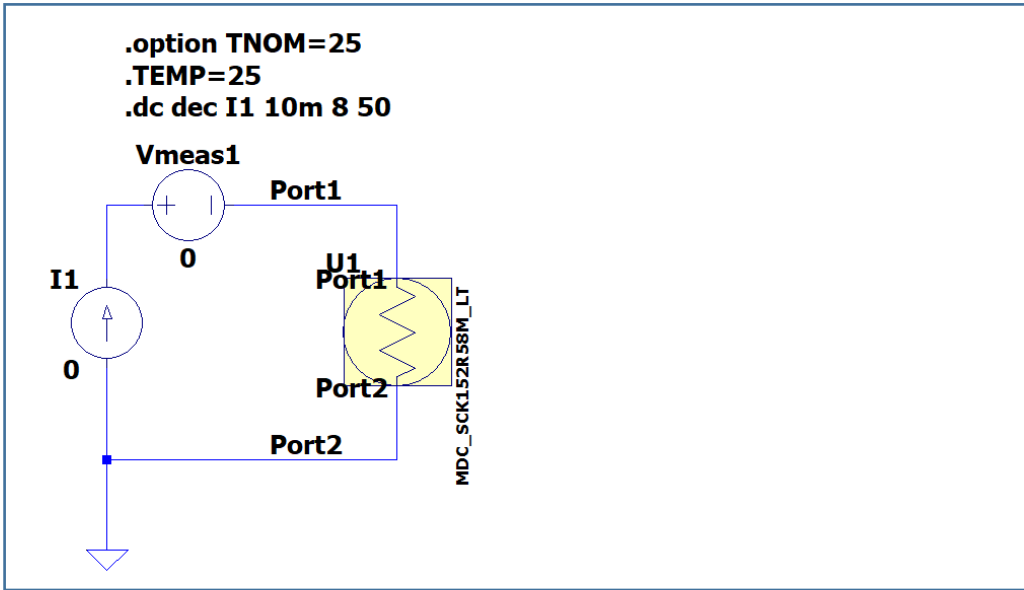 .option TNOM=25
.TEMP=25
.dc dec I1 10m 8 50
Vmeas1
Port1
0
U1
Port1
I1
0
Port2
MDC_SCK152R58M_LT
Port2